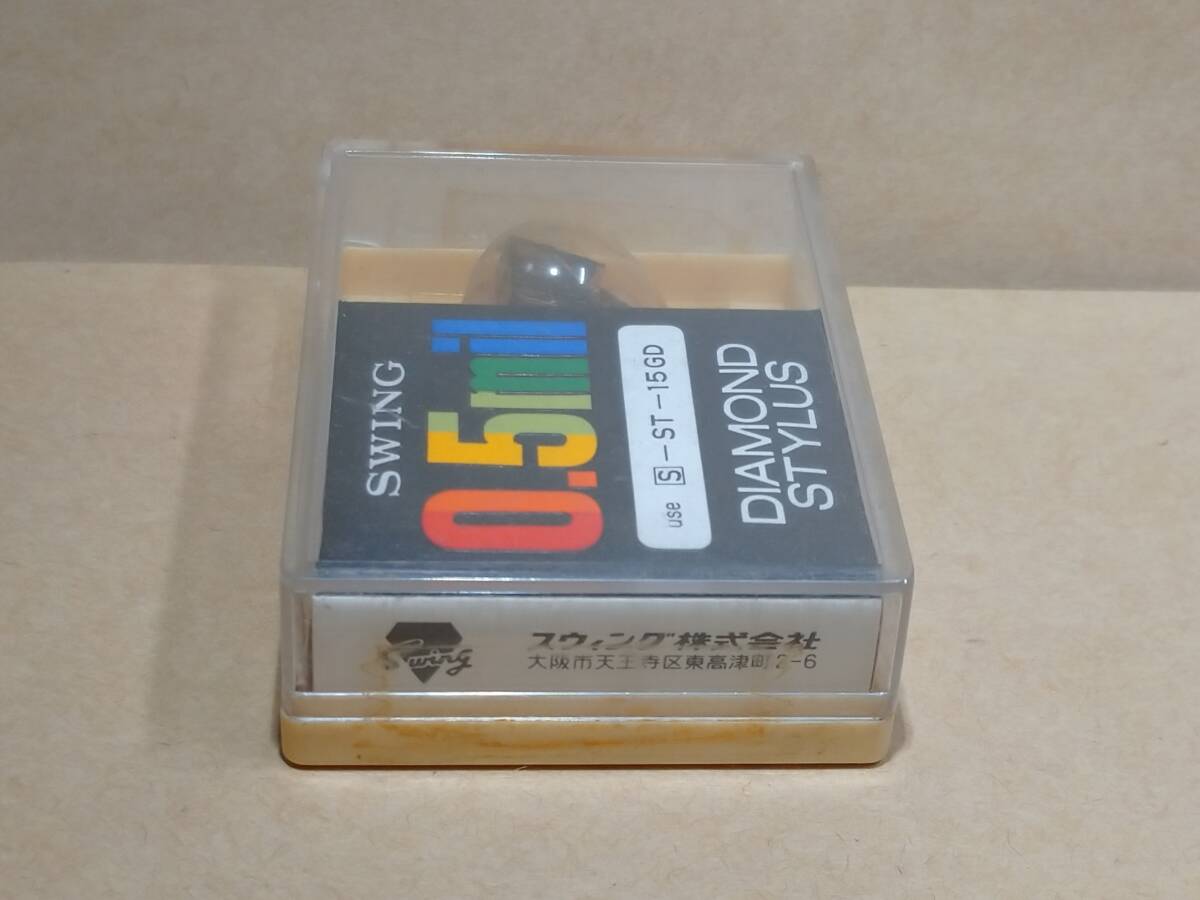 SWING
0.5mil
use S-ST-15GD
DIAMOND
STYLUS
Swing
スウィング株式会社
大阪市天王寺区東高津町2-6